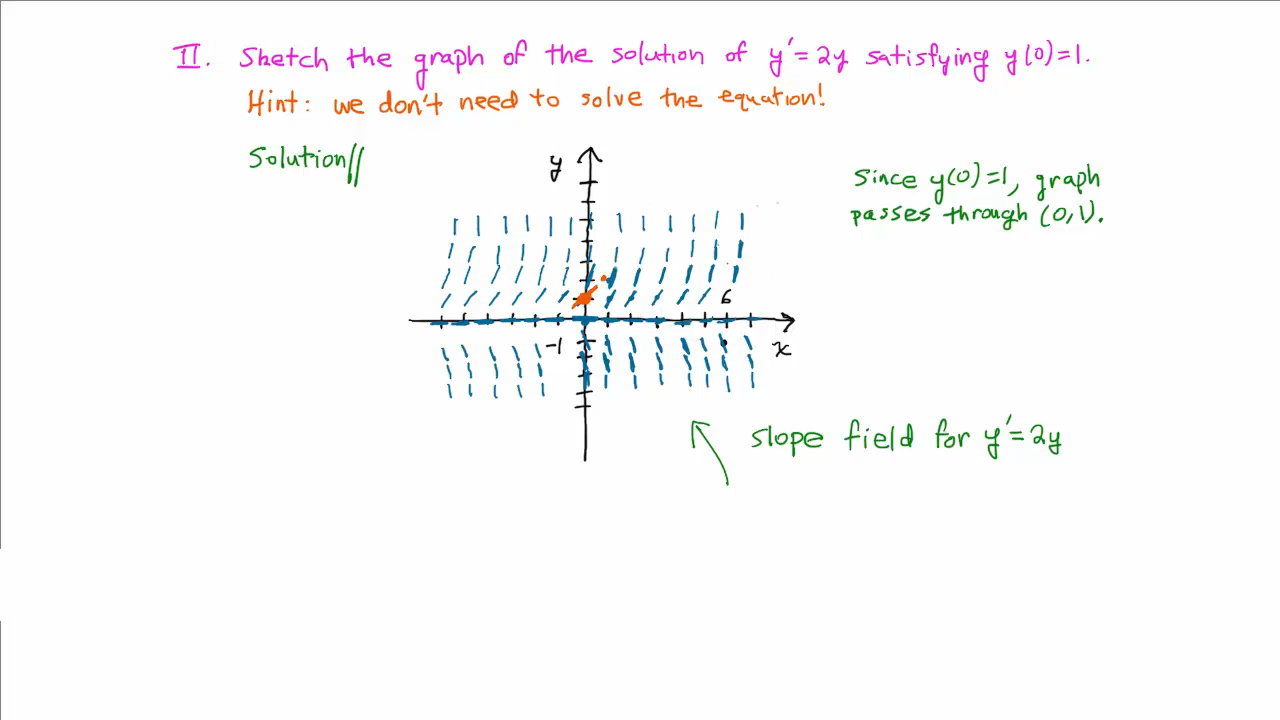 II. Sketch the graph of the solution of y' = 2y satisfying y(0)=1.
Hint: we don't need to solve the equation!
Solution//
y
Since y(0)=1, graph
passes through (0,1).
6
-1
x
slope field for y'=2y